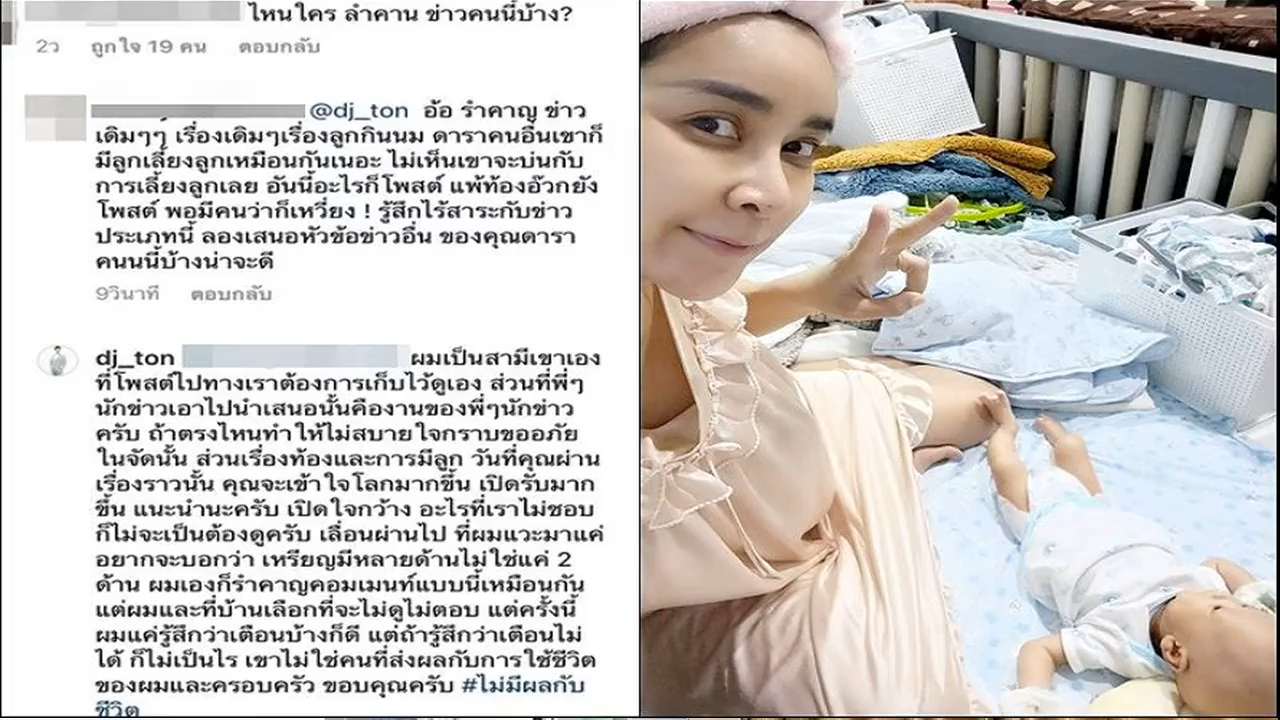 ไหนใคร ลำคาน ข่าวคนนี้บ้าง?
2ว ถูกใจ 19 คน ตอบกลับ
@dj_ton อ้อ รำคาญ ข่าว
เดิมๆๆ เรื่องเดิมๆเรื่องลูกกินนม ดาราคนอื่นเขาก็
มีลูกเลี้ยงลูกเหมือนกันเนอะ ไม่เห็นเขาจะบ่นกับ
การเลี้ยงลูกเลย อันนี้อะไรก็โพสต์ แพ้ท้องอ๊วกยัง
โพสต์ พอมีคนว่าก็เหวี่ยง ! รู้สึกไร้สาระกับข่าว
ประเภทนี้ ลองเสนอหัวข้อข่าวอื่น ของคุณดารา
คนนนี้บ้างน่าจะดี
9วินาที ตอบกลับ
dj_ton ผมเป็นสามีเขาเอง
ที่โพสต์ไปทางเราต้องการเก็บไว้ดูเอง ส่วนที่พี่ๆ
นักข่าวเอาไปนำเสนอนั้นคืองานของพี่ๆนักข่าว
ครับ ถ้าตรงไหนทำให้ไม่สบายใจกราบขออภัย
ในจัดนั้น ส่วนเรื่องท้องและการมีลูก วันที่คุณผ่าน
เรื่องราวนั้น คุณจะเข้าใจโลกมากขึ้น เปิดรับมาก
ขึ้น แนะนำนะครับ เปิดใจกว้าง อะไรที่เราไม่ชอบ
ก็ไม่จะเป็นต้องดูครับ เลื่อนผ่านไป ที่ผมแวะมาแค่
อยากจะบอกว่า เหรียญมีหลายด้านไม่ใช่แค่ 2
ด้าน ผมเองก็รำคาญคอมเมนท์แบบนี้เหมือนกัน
แต่ผมและที่บ้านเลือกที่จะไม่ดูไม่ตอบ แต่ครั้งนี้
ผมแค่รู้สึกว่าเตือนบ้างก็ดี แต่ถ้ารู้สึกว่าเตือนไม่
ได้ ก็ไม่เป็นไร เขาไม่ใช่คนที่ส่งผลกับการใช้ชีวิต
ของผมและครอบครัว ขอบคุณครับ #ไม่มีผลกับ
ชีวิต